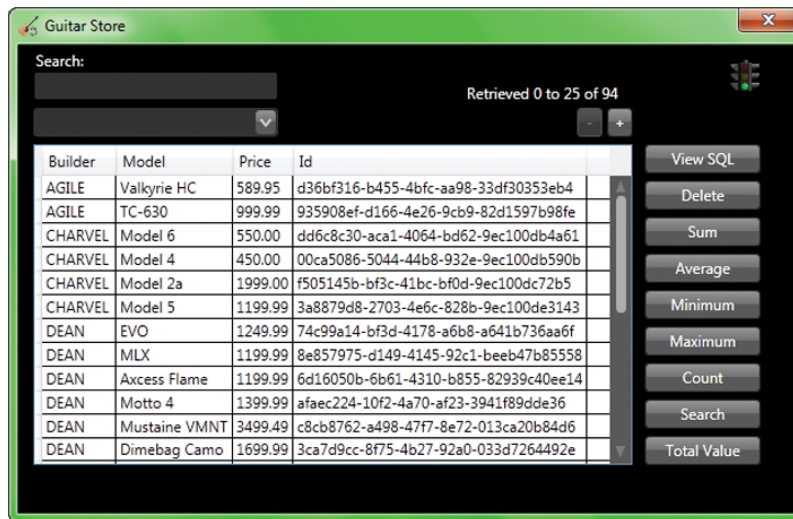 Guitar Store
Search:
Retrieved 0 to 25 of 94
- +
Builder Model Price Id
AGILE Valkyrie HC 589.95 d36bf316-b455-4bfc-aa98-33df30353eb4
AGILE TC-630 999.99 935908ef-d166-4e26-9cb9-82d1597b98fe
CHARVEL Model 6 550.00 dd6c8c30-aca1-4064-bd62-9ec100db4a61
CHARVEL Model 4 450.00 00ca5086-5044-44b8-932e-9ec100db590b
CHARVEL Model 2a 1999.00 f505145b-bf3c-41bc-bf0d-9ec100dc72b5
CHARVEL Model 5 1199.99 3a8879d8-2703-4e6c-828b-9ec100de3143
DEAN EVO 1249.99 74c99a14-bf3d-4178-a6b8-a641b736aa6f
DEAN MLX 1199.99 8e857975-d149-4145-92c1-beeb47b85558
DEAN Axcess Flame 1199.99 6d16050b-6b61-4310-b855-82939c40ee14
DEAN Motto 4 1399.99 afaec224-10f2-4a70-af23-3941f89dde36
DEAN Mustaine VMNT 3499.49 c8cb8762-a498-47f7-8e72-013ca20b84d6
DEAN Dimebag Camo 1699.99 3ca7d9cc-8f75-4b27-92a0-033d7264492e
View SQL
Delete
Sum
Average
Minimum
Maximum
Count
Search
Total Value